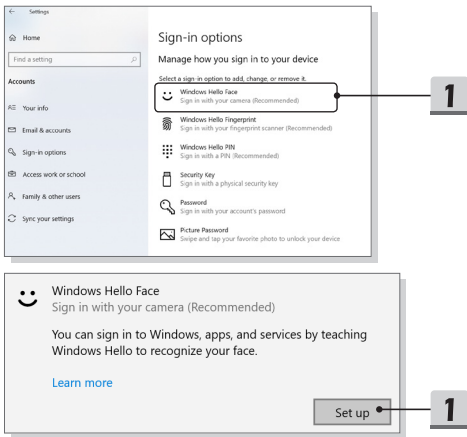 Settings
Home
Find a setting
Accounts
Your info
Email & accounts
Sign-in options
Access work or school
Family & other users
Sync your settings
Sign-in options
Manage how you sign in to your device
Select a sign-in option to add, change, or remove it.
Windows Hello Face
Sign in with your camera (Recommended)
Windows Hello Fingerprint
Sign in with your fingerprint scanner (Recommended)
Windows Hello PIN
Sign in with a PIN (Recommended)
Security Key
Sign in with a physical security key
Password
Sign in with your account's password
Picture Password
Swipe and tap your favorite photo to unlock your device
1
Windows Hello Face
Sign in with your camera (Recommended)
You can sign in to Windows, apps, and services by teaching
Windows Hello to recognize your face.
Learn more
Set up
1